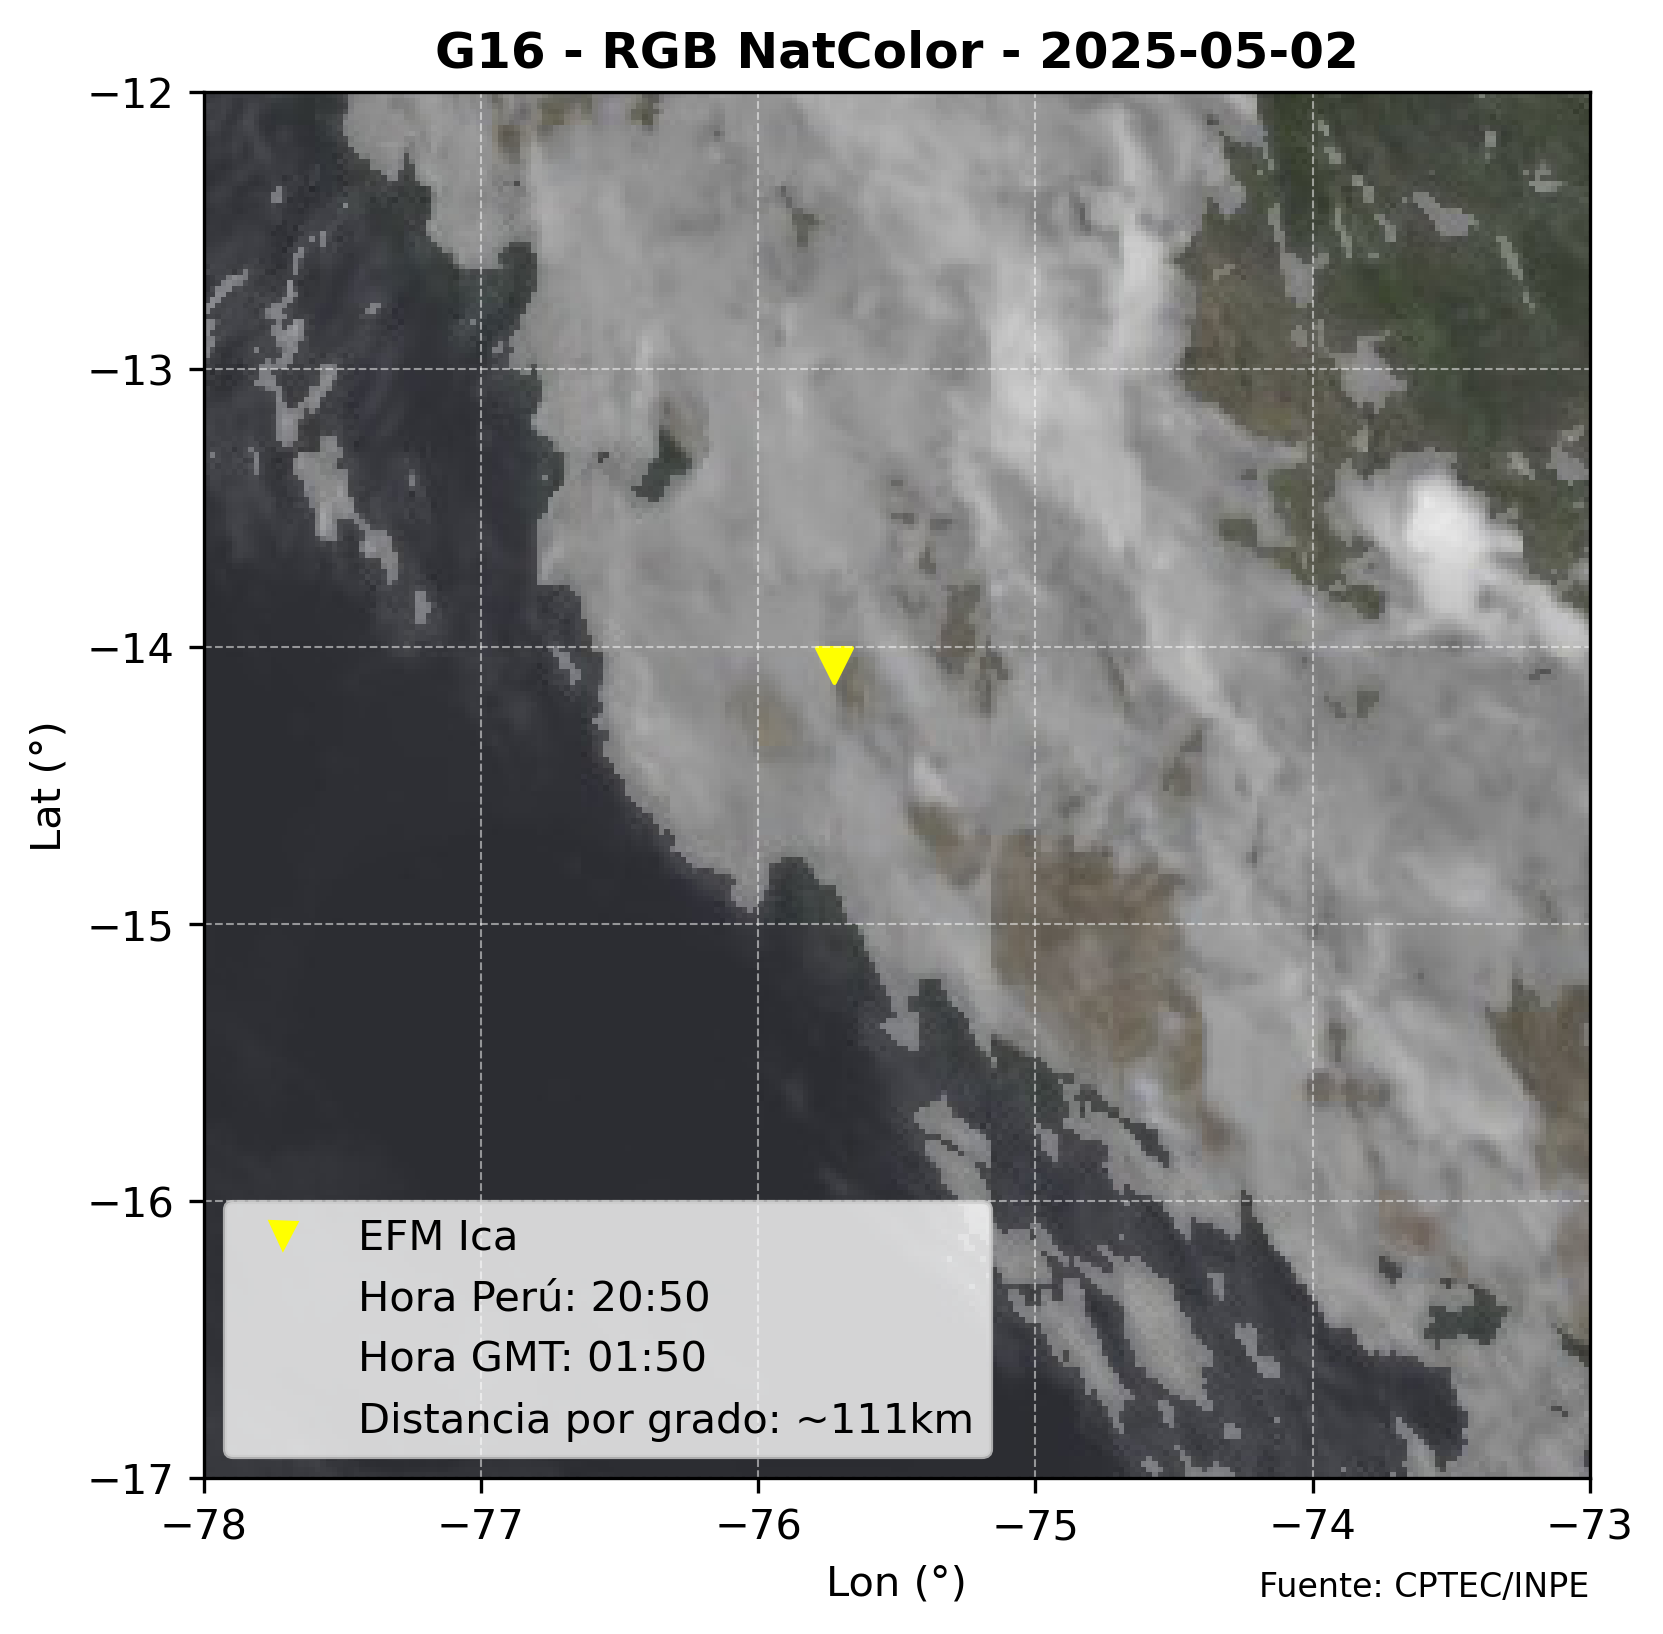 G16 - RGB NatColor - 2025-05-02
−12
−13
−14
−15
−16
−17
Lat (°)
EFM Ica
Hora Perú: 20:50
Hora GMT: 01:50
Distancia por grado: ~111km
−78 −77 −76 −75 −74 −73
Lon (°)
Fuente: CPTEC/INPE